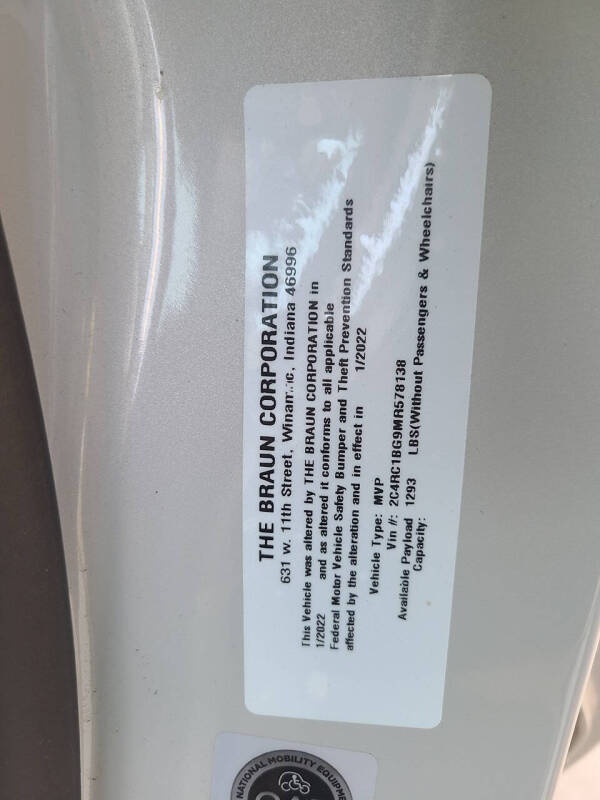 THE BRAUN CORPORATION
631 w. 11th Street, Winamac, Indiana 46996
This Vehicle was altered by THE BRAUN CORPORATION in
1/2022 and as altered it conforms to all applicable
Federal Motor Vehicle Safety Bumper and Theft Prevention Standards
affected by the alteration and in effect in 1/2022
Vehicle Type: MVP
Vin #: 2C4RC1BG9MR578138
Available Payload 1293 LBS(Without Passengers & Wheelchairs)
Capacity:
NATIONAL MOBILITY